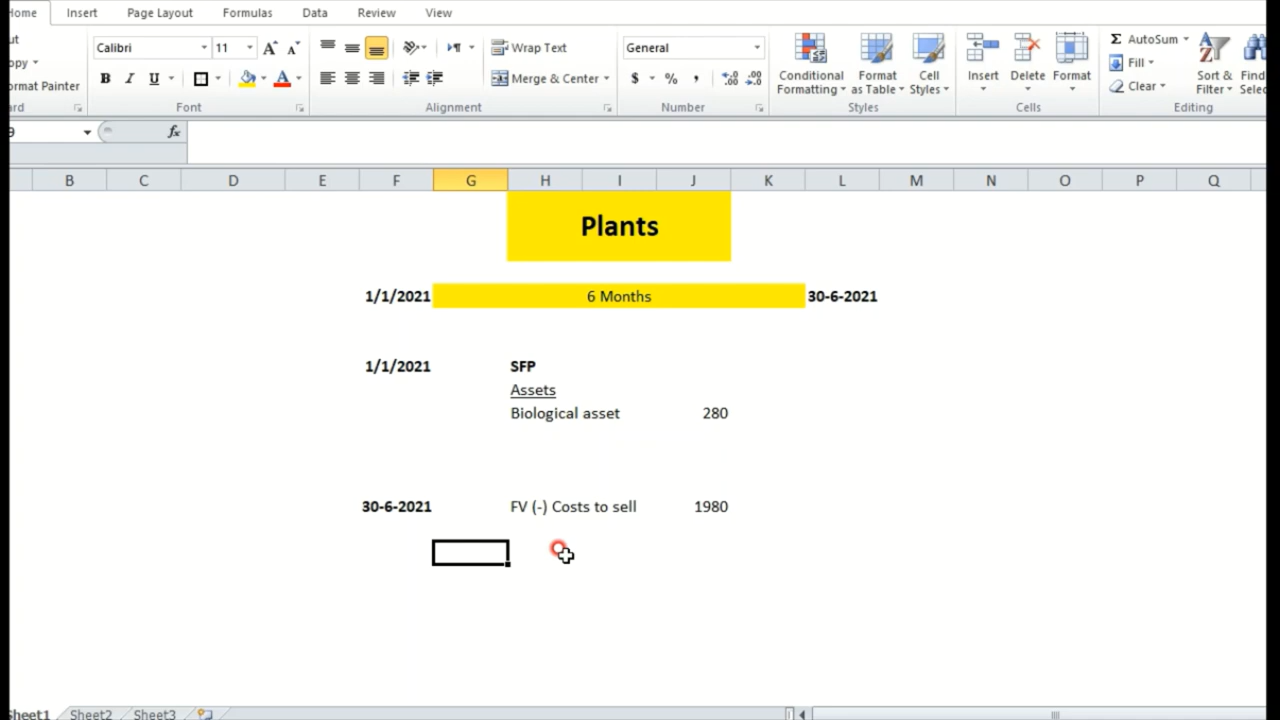 Home Insert Page Layout Formulas Data Review View
Calibri 11 A A Wrap Text General AutoSum
Format Painter B I U A Merge & Center $ % , Conditional Formatting Format as Table Cell Styles Insert Delete Format Fill Clear Sort & Filter
Font Alignment Number Styles Cells Editing
fx
B C D E F G H I J K L M N O P Q
Plants
1/1/2021 6 Months 30-6-2021
1/1/2021 SFP
Assets
Biological asset 280
30-6-2021 FV (-) Costs to sell 1980
Sheet1 Sheet2 Sheet3